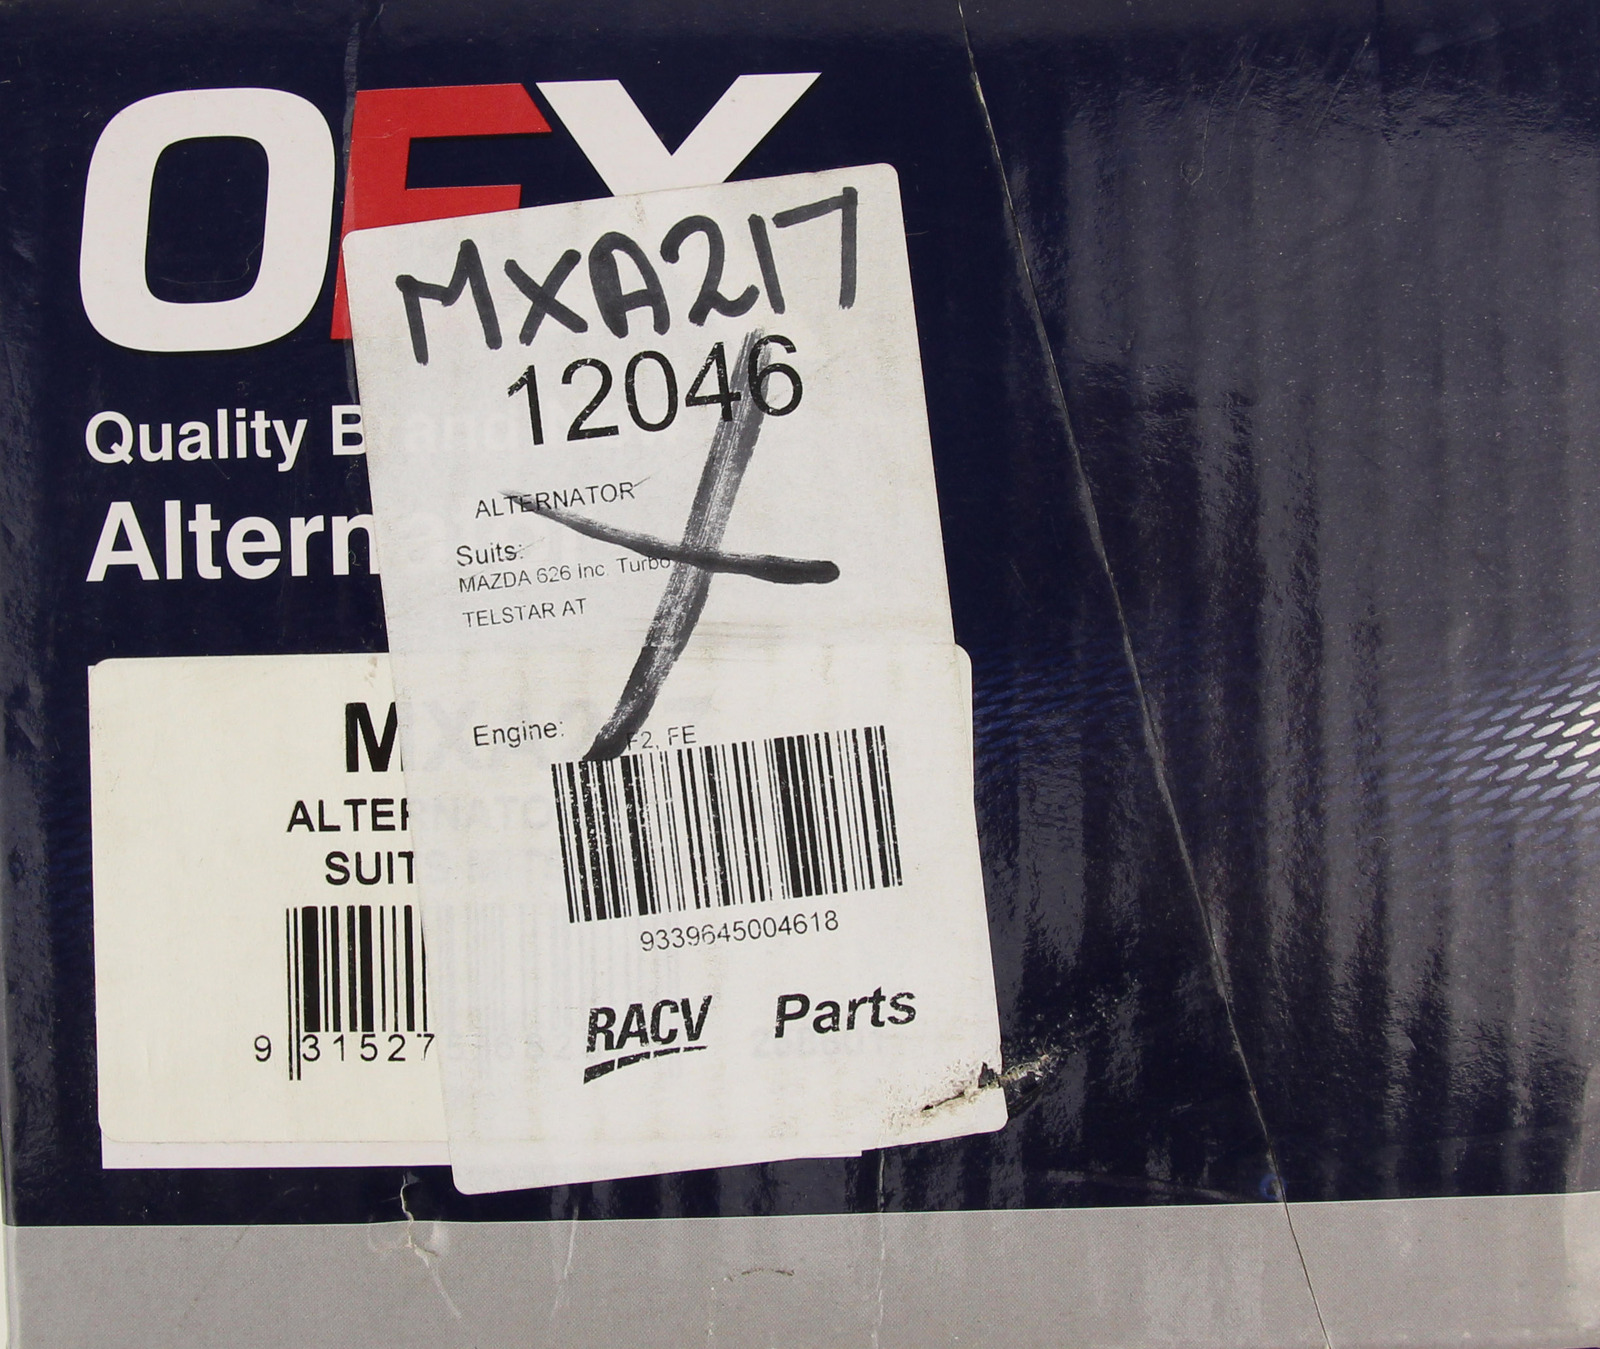 OEX
Quality B
Altern
MXA217
12046
ALTERNATOR
Suits:
MAZDA 626 Inc. Turbo
TELSTAR AT
Engine: F2, FE
9339645004618
RACV Parts
M
ALTER
SUIT
9 31527